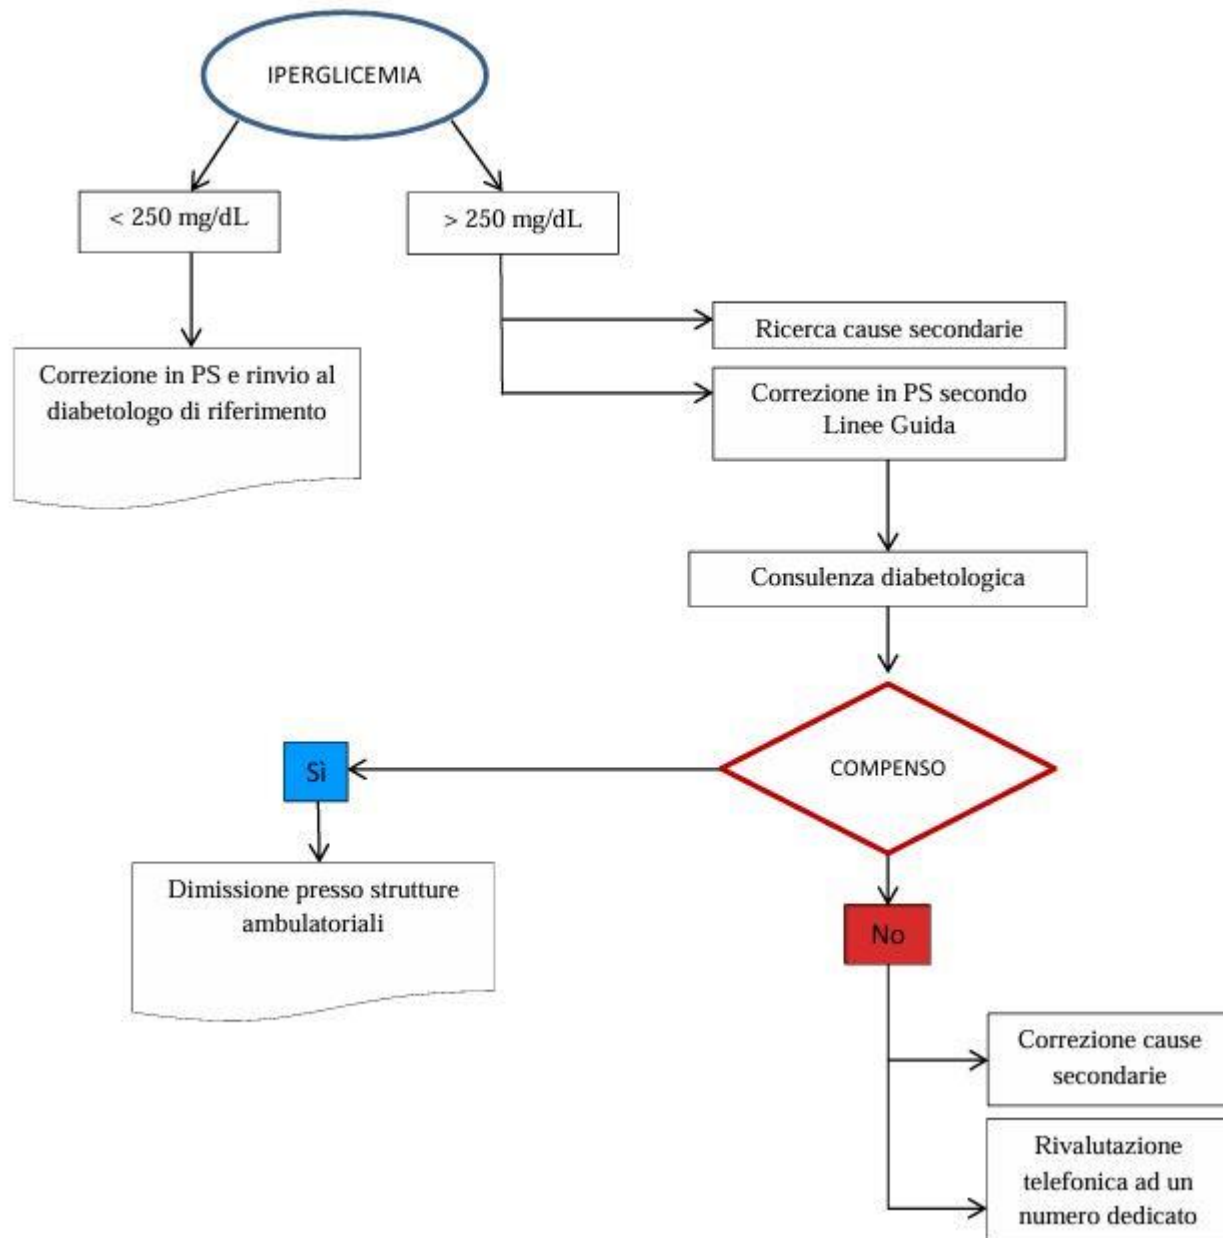 IPERGLICEMIA
< 250 mg/dL
> 250 mg/dL
Ricerca cause secondarie
Correzione in PS e rinvio al
diabetologo di riferimento
Correzione in PS secondo
Linee Guida
Consulenza diabetologica
COMPENSO
Sì
Dimissione presso strutture
ambulatoriali
No
Correzione cause
secondarie
Rivalutazione
telefonica ad un
numero dedicato